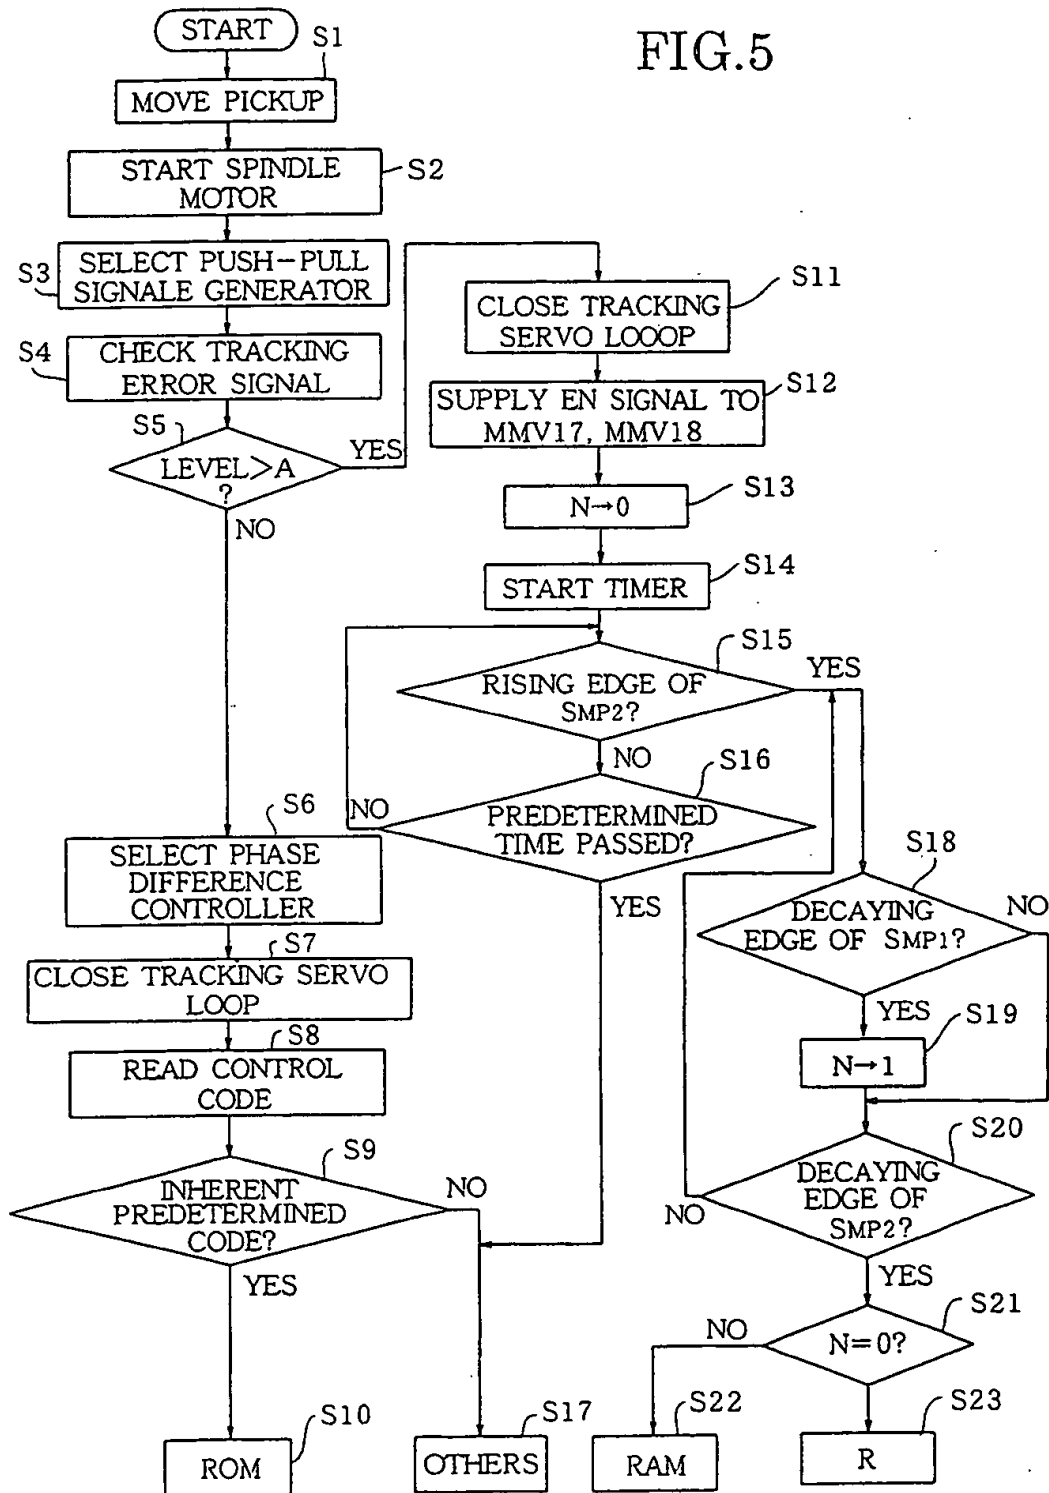 FIG.5
START
S1
MOVE PICKUP
S2
START SPINDLE
MOTOR
S3
SELECT PUSH-PULL
SIGNALE GENERATOR
S4
CHECK TRACKING
ERROR SIGNAL
S5
LEVEL>A
?
YES
NO
S6
SELECT PHASE
DIFFERENCE
CONTROLLER
S7
CLOSE TRACKING SERVO
LOOP
S8
READ CONTROL
CODE
S9
INHERENT
PREDETERMINED
CODE?
NO
YES
S10
ROM
S11
CLOSE TRACKING
SERVO LOOOP
S12
SUPPLY EN SIGNAL TO
MMV17, MMV18
S13
N→0
S14
START TIMER
S15
RISING EDGE OF
SMP2?
YES
NO
S16
PREDETERMINED
TIME PASSED?
NO
YES
S17
OTHERS
S18
DECAYING
EDGE OF SMP1?
NO
YES
S19
N→1
S20
DECAYING
EDGE OF
SMP2?
NO
YES
S21
N=0?
NO
S22
RAM
S23
R